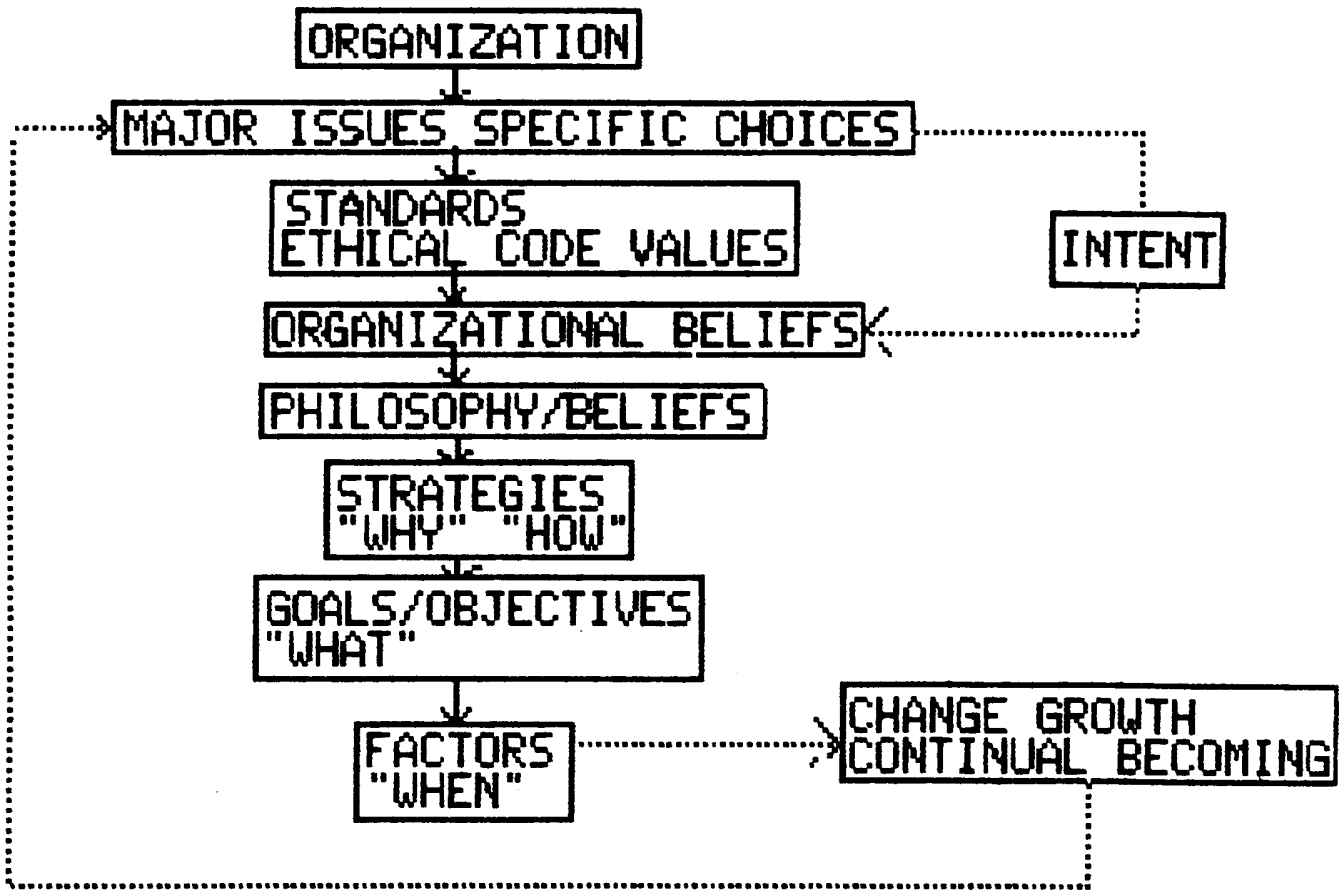 ORGANIZATION
MAJOR ISSUES SPECIFIC CHOICES
STANDARDS
ETHICAL CODE VALUES
INTENT
ORGANIZATIONAL BELIEFS
PHILOSOPHY/BELIEFS
STRATEGIES
"WHY" "HOW"
GOALS/OBJECTIVES
"WHAT"
FACTORS
"WHEN"
CHANGE GROWTH
CONTINUAL BECOMING